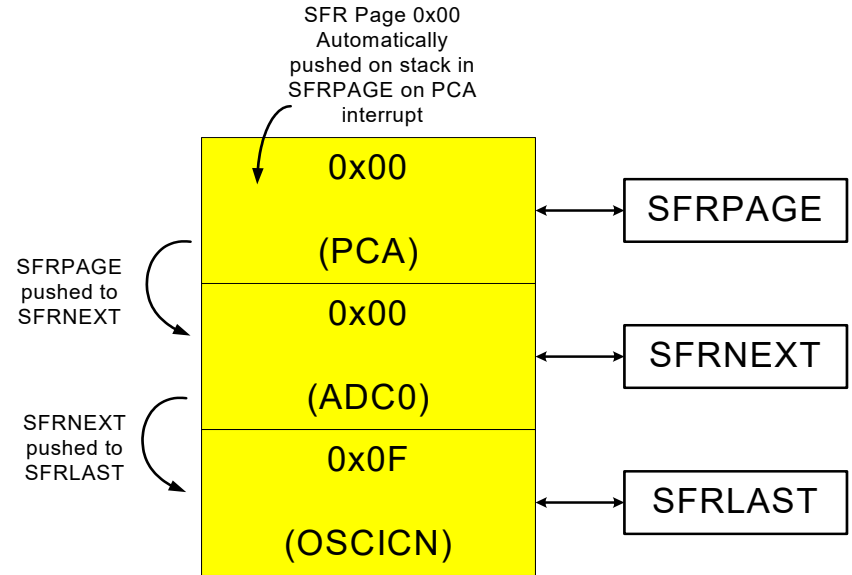 SFR Page 0x00
Automatically
pushed on stack in
SFRPAGE on PCA
interrupt
0x00
(PCA)
SFRPAGE
SFRPAGE
pushed to
SFRNEXT
0x00
(ADC0)
SFRNEXT
SFRNEXT
pushed to
SFRLAST
0x0F
(OSCICN)
SFRLAST